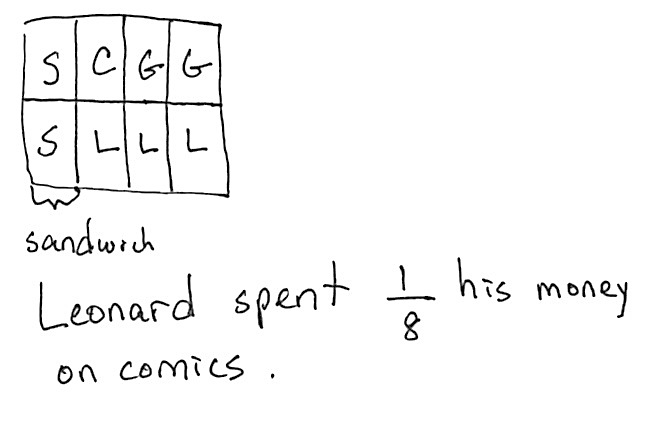 S C G G
S L L L
sandwich
Leonard spent 1/8 his money
on comics.